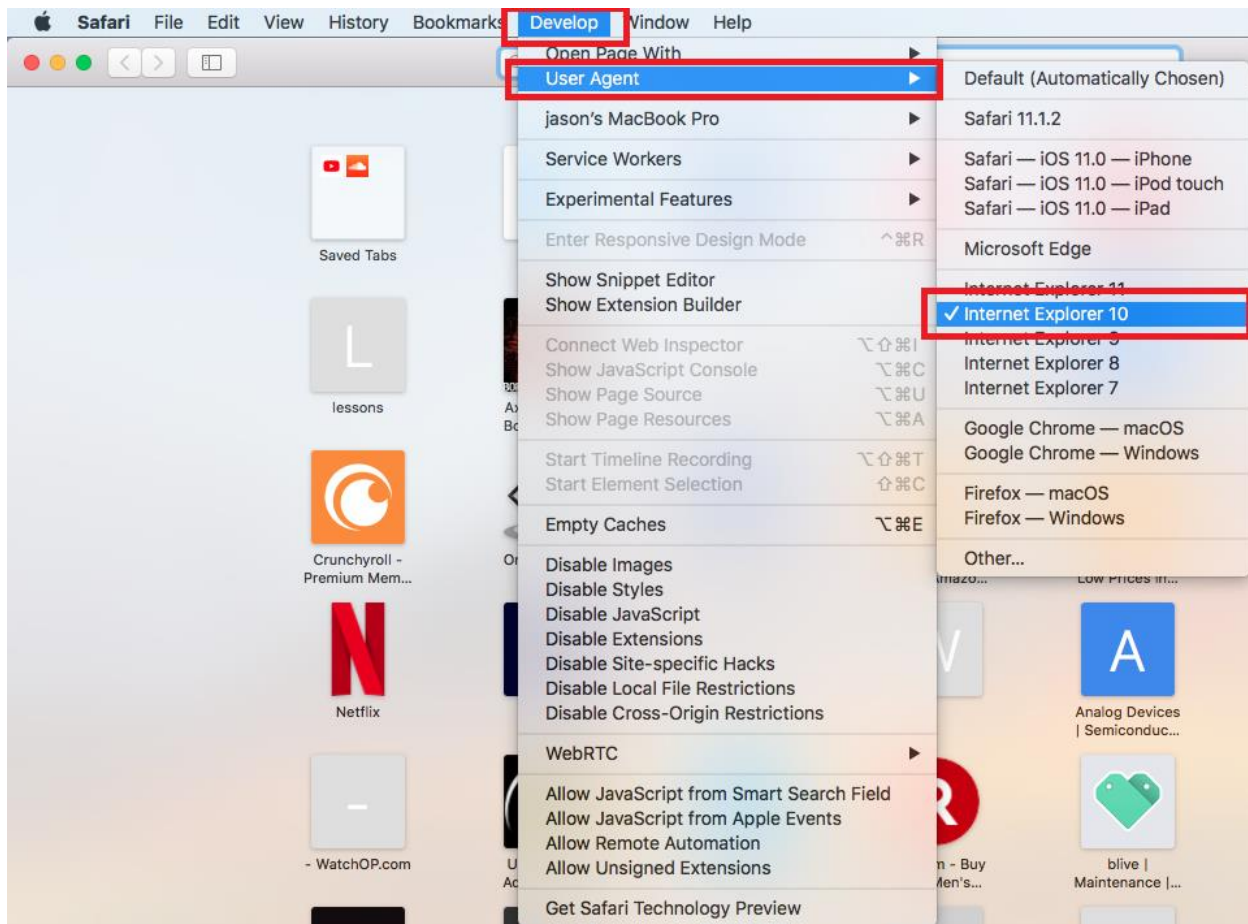 Safari File Edit View History Bookmarks Develop Window Help
Open Page With
User Agent
jason's MacBook Pro
Service Workers
Experimental Features
Enter Responsive Design Mode ^⌘R
Show Snippet Editor
Show Extension Builder
Connect Web Inspector ⌥⇧⌘I
Show JavaScript Console ⌥⌘C
Show Page Source ⌥⌘U
Show Page Resources ⌥⌘A
Start Timeline Recording ⌥⇧⌘T
Start Element Selection ⇧⌘C
Empty Caches ⌥⌘E
Disable Images
Disable Styles
Disable JavaScript
Disable Extensions
Disable Site-specific Hacks
Disable Local File Restrictions
Disable Cross-Origin Restrictions
WebRTC
Allow JavaScript from Smart Search Field
Allow JavaScript from Apple Events
Allow Remote Automation
Allow Unsigned Extensions
Get Safari Technology Preview
Default (Automatically Chosen)
Safari 11.1.2
Safari — iOS 11.0 — iPhone
Safari — iOS 11.0 — iPod touch
Safari — iOS 11.0 — iPad
Microsoft Edge
Internet Explorer 11
✓ Internet Explorer 10
Internet Explorer 9
Internet Explorer 8
Internet Explorer 7
Google Chrome — macOS
Google Chrome — Windows
Firefox — macOS
Firefox — Windows
Other...
Saved Tabs
L
lessons
Crunchyroll -
Premium Mem...
N
Netflix
-
- WatchOP.com
Low Prices in...
A
Analog Devices
| Semiconduc...
R
- Buy
Men's...
blive |
Maintenance |...